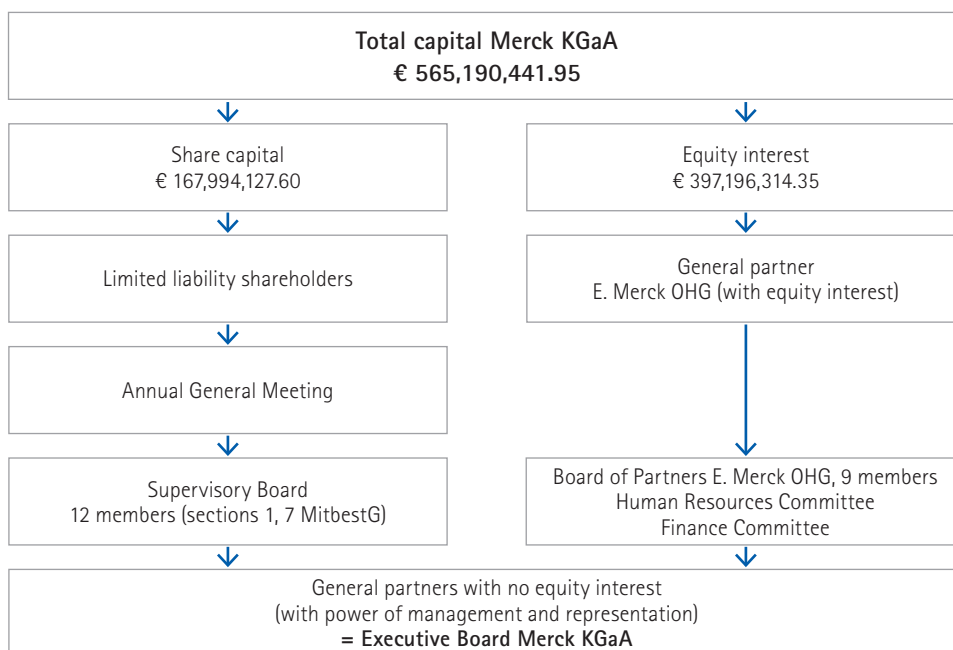 Total capital Merck KGaA
€ 565,190,441.95
Share capital
€ 167,994,127.60
Equity interest
€ 397,196,314.35
Limited liability shareholders
General partner
E. Merck OHG (with equity interest)
Annual General Meeting
Supervisory Board
12 members (sections 1, 7 MitbestG)
Board of Partners E. Merck OHG, 9 members
Human Resources Committee
Finance Committee
General partners with no equity interest
(with power of management and representation)
= Executive Board Merck KGaA